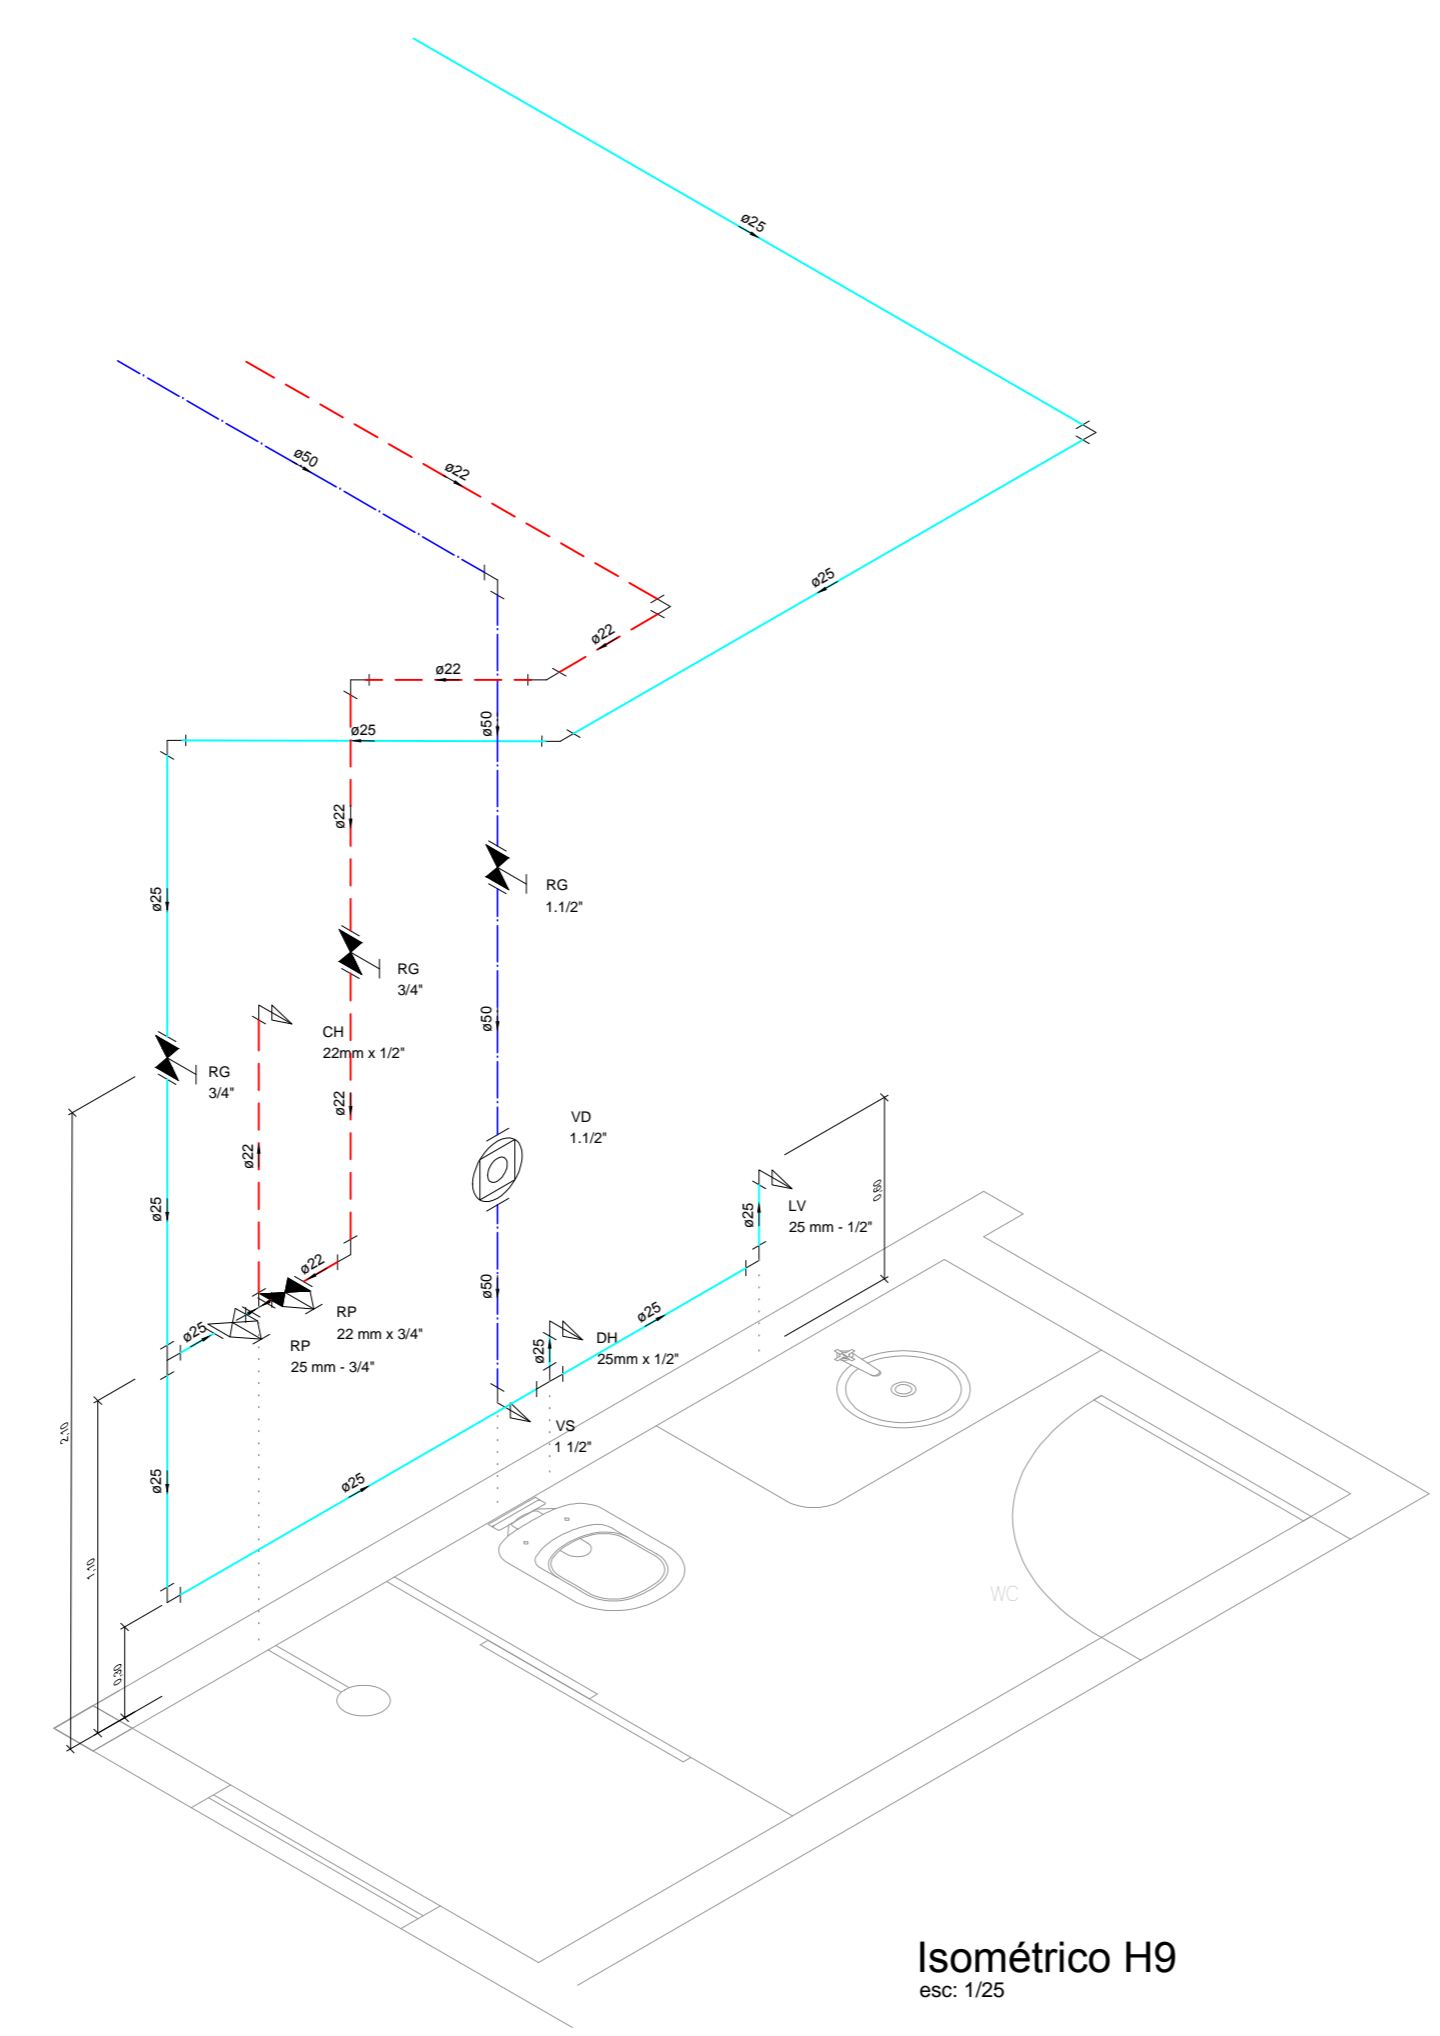 ø25
ø50
ø22
ø25
ø22
ø22
ø50
ø25
ø22
ø25
RG
1.1/2"
RG
3/4"
ø50
CH
22mm x 1/2"
RG
3/4"
ø22
VD
1.1/2"
ø22
ø25
0,60
LV
25 mm - 1/2"
ø25
ø22
ø50
RP
22 mm x 3/4"
ø25
RP
25 mm - 3/4"
ø25
DH
25mm x 1/2"
ø25
VS
1 1/2"
2,10
ø25
ø25
1,10
WC
0,30
Isométrico H9
esc: 1/25